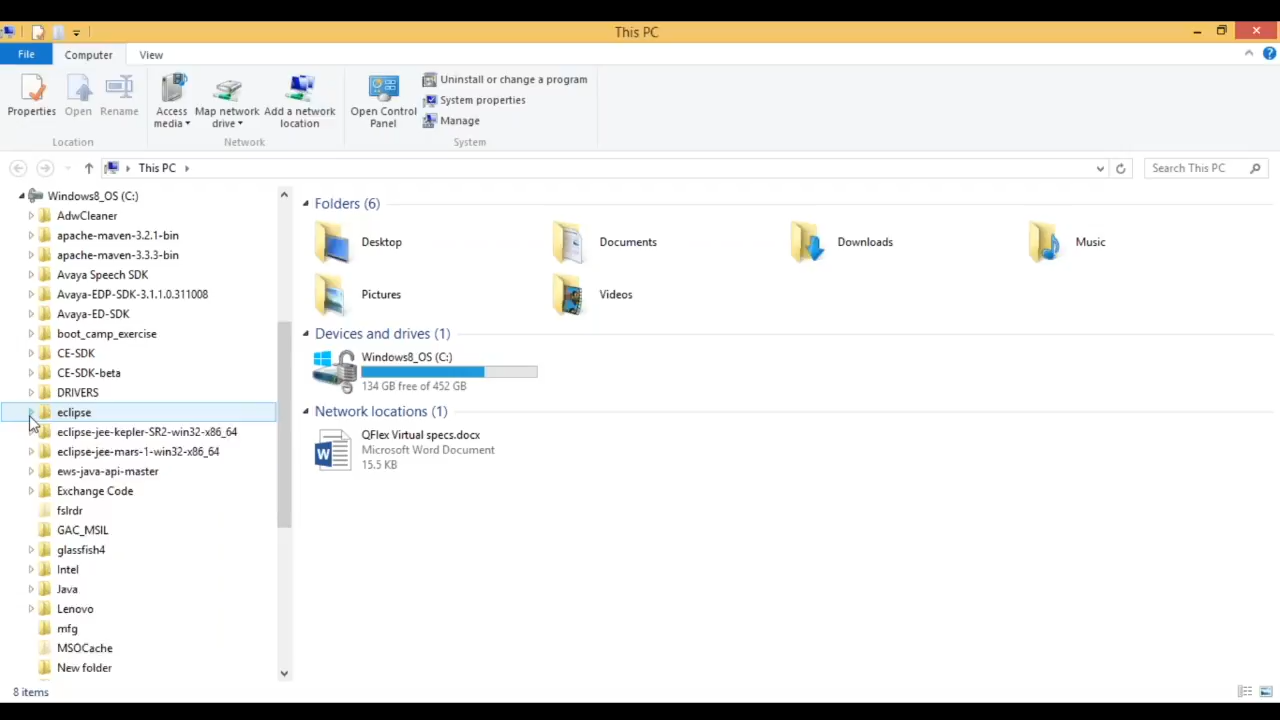 This PC
File Computer View
Properties Open Rename Access media Map network drive Add a network location Open Control Panel Uninstall or change a program
System properties
Manage
Location Network System
This PC Search This PC
Windows8_OS (C:)
AdwCleaner
apache-maven-3.2.1-bin
apache-maven-3.3.3-bin
Avaya Speech SDK
Avaya-EDP-SDK-3.1.1.0.311008
Avaya-ED-SDK
boot_camp_exercise
CE-SDK
CE-SDK-beta
DRIVERS
eclipse
eclipse-jee-kepler-SR2-win32-x86_64
eclipse-jee-mars-1-win32-x86_64
ews-java-api-master
Exchange Code
fslrdr
GAC_MSIL
glassfish4
Intel
Java
Lenovo
mfg
MSOCache
New folder
Folders (6)
Desktop Documents Downloads Music
Pictures Videos
Devices and drives (1)
Windows8_OS (C:)
134 GB free of 452 GB
Network locations (1)
QFlex Virtual specs.docx
Microsoft Word Document
15.5 KB
8 items